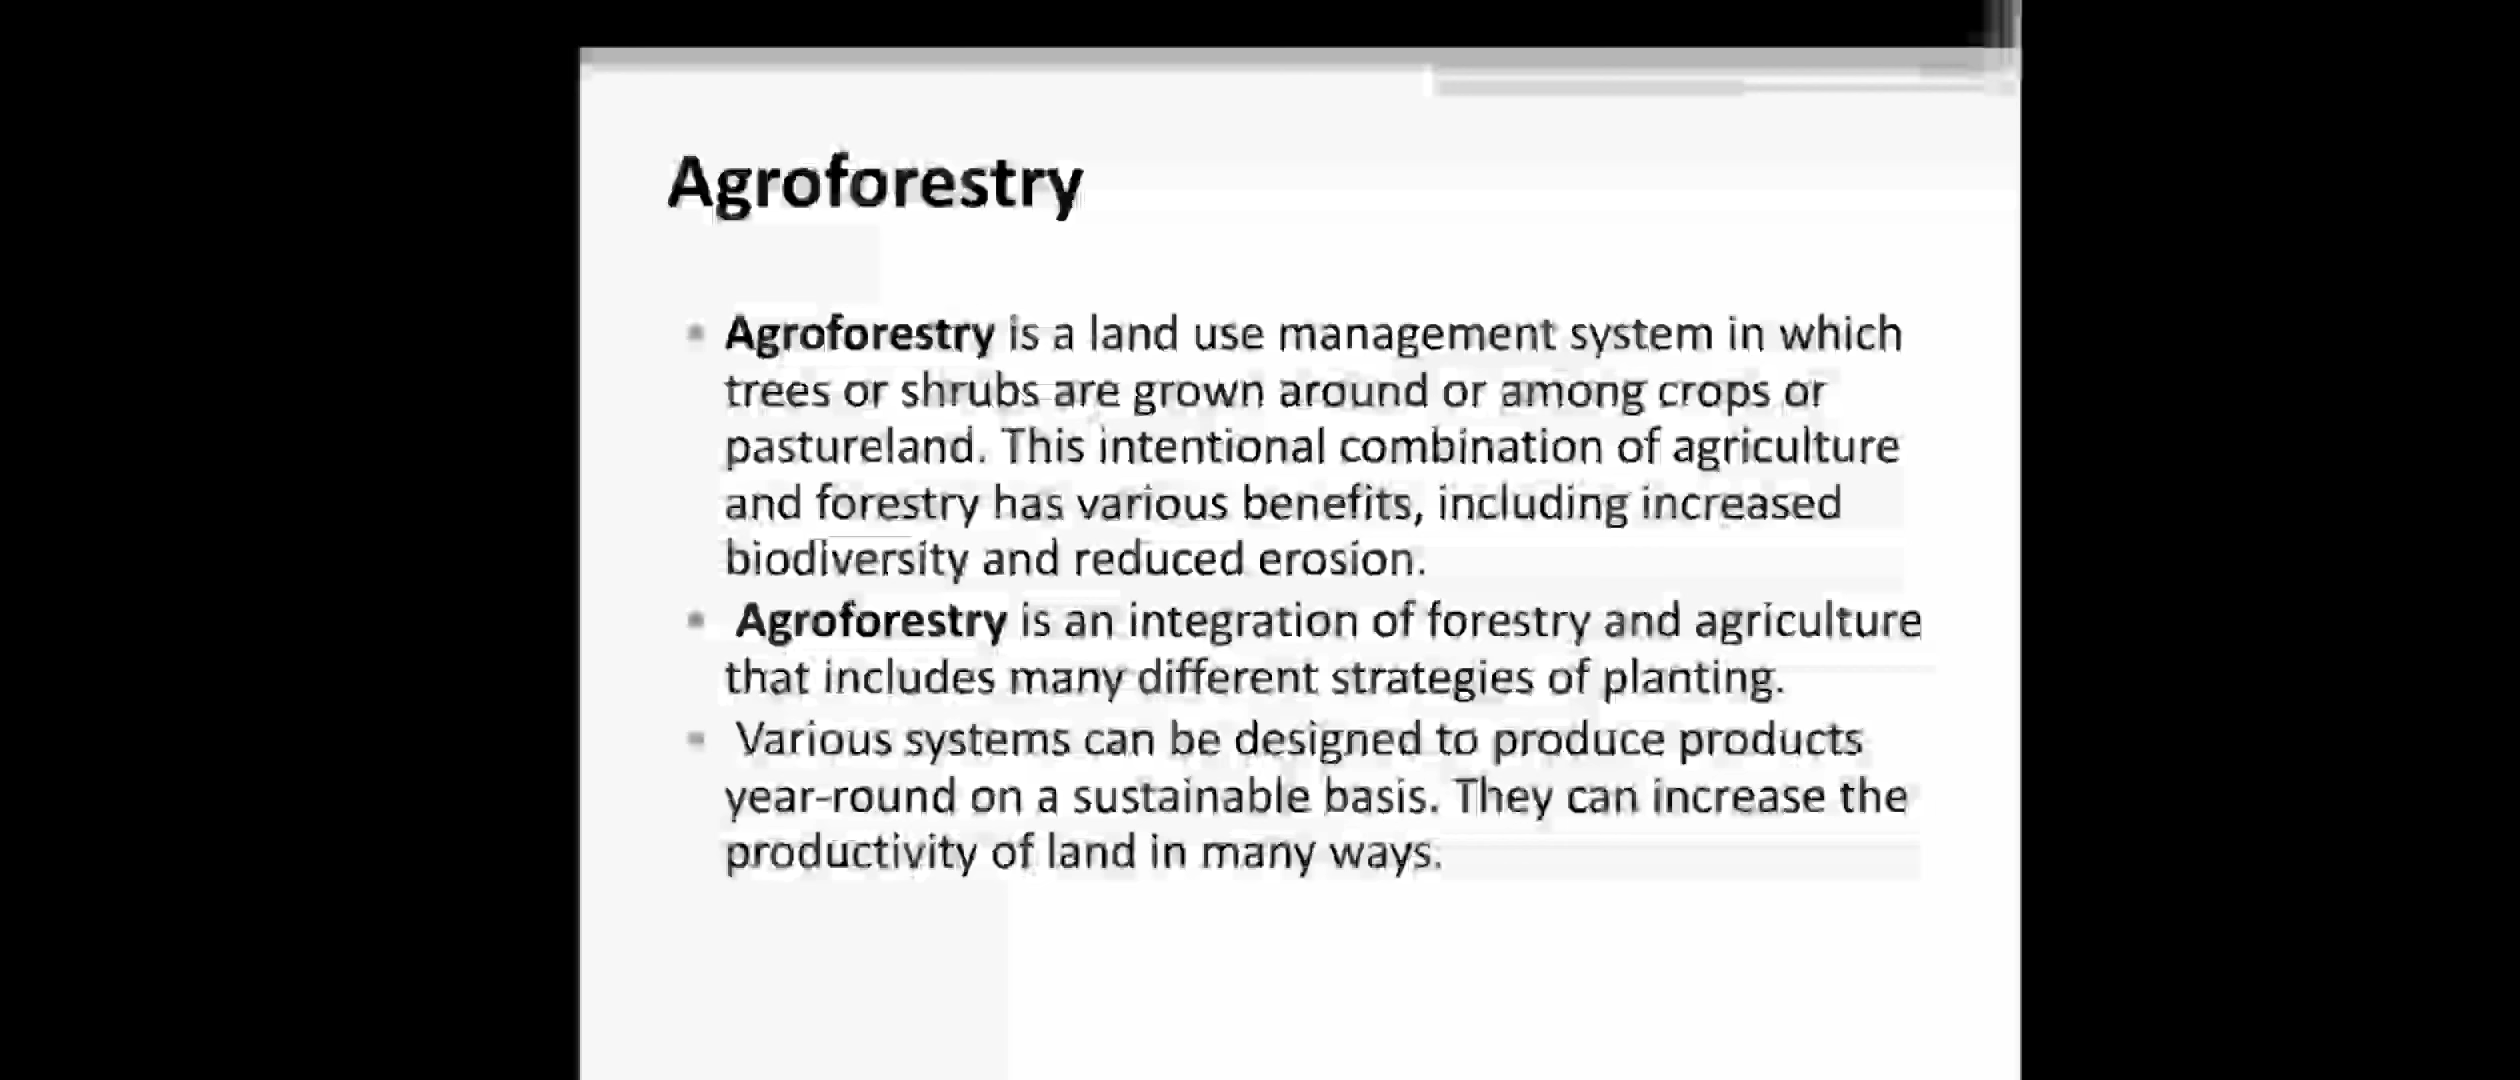 Agroforestry
Agroforestry is a land use management system in which
trees or shrubs are grown around or among crops or
pastureland. This intentional combination of agriculture
and forestry has various benefits, including increased
biodiversity and reduced erosion.
Agroforestry is an integration of forestry and agriculture
that includes many different strategies of planting.
Various systems can be designed to produce products
year-round on a sustainable basis. They can increase the
productivity of land in many ways.